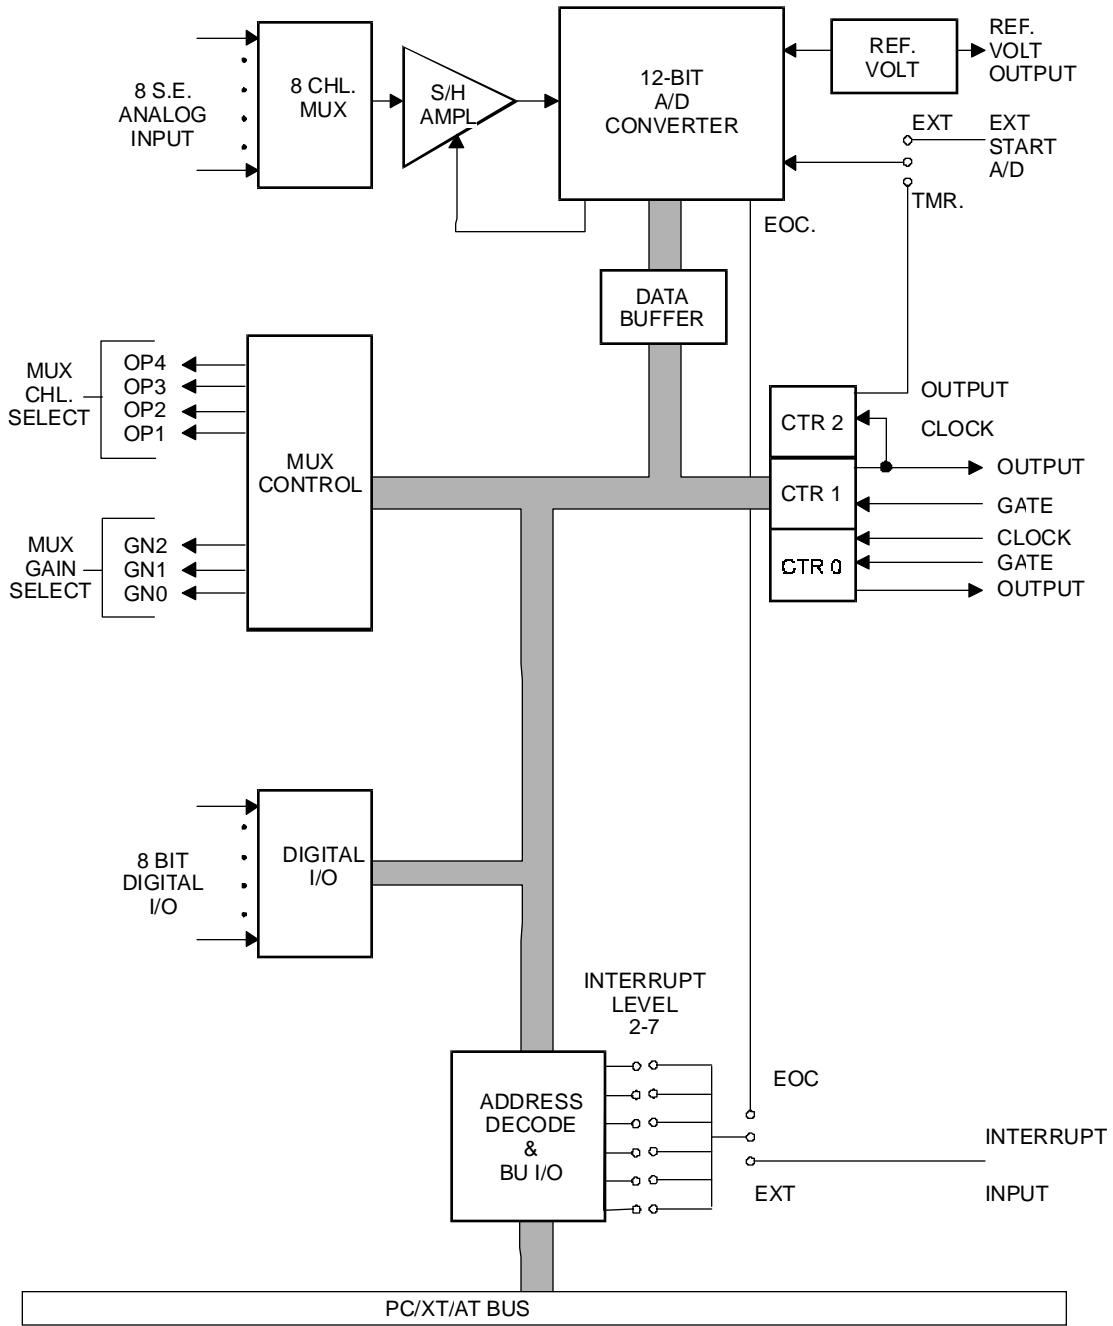 8 S.E.
ANALOG
INPUT
8 CHL.
MUX
S/H
AMPL
12-BIT
A/D
CONVERTER
REF.
VOLT
REF.
VOLT
OUTPUT
EXT
EXT
START
A/D
TMR.
EOC.
DATA
BUFFER
MUX
CHL.
SELECT
OP4
OP3
OP2
OP1
MUX
GAIN
SELECT
GN2
GN1
GN0
MUX
CONTROL
CTR 2
CTR 1
CTR 0
OUTPUT
CLOCK
OUTPUT
GATE
CLOCK
GATE
OUTPUT
8 BIT
DIGITAL
I/O
DIGITAL
I/O
INTERRUPT
LEVEL
2-7
ADDRESS
DECODE
&
BU I/O
EOC
EXT
INTERRUPT
INPUT
PC/XT/AT BUS